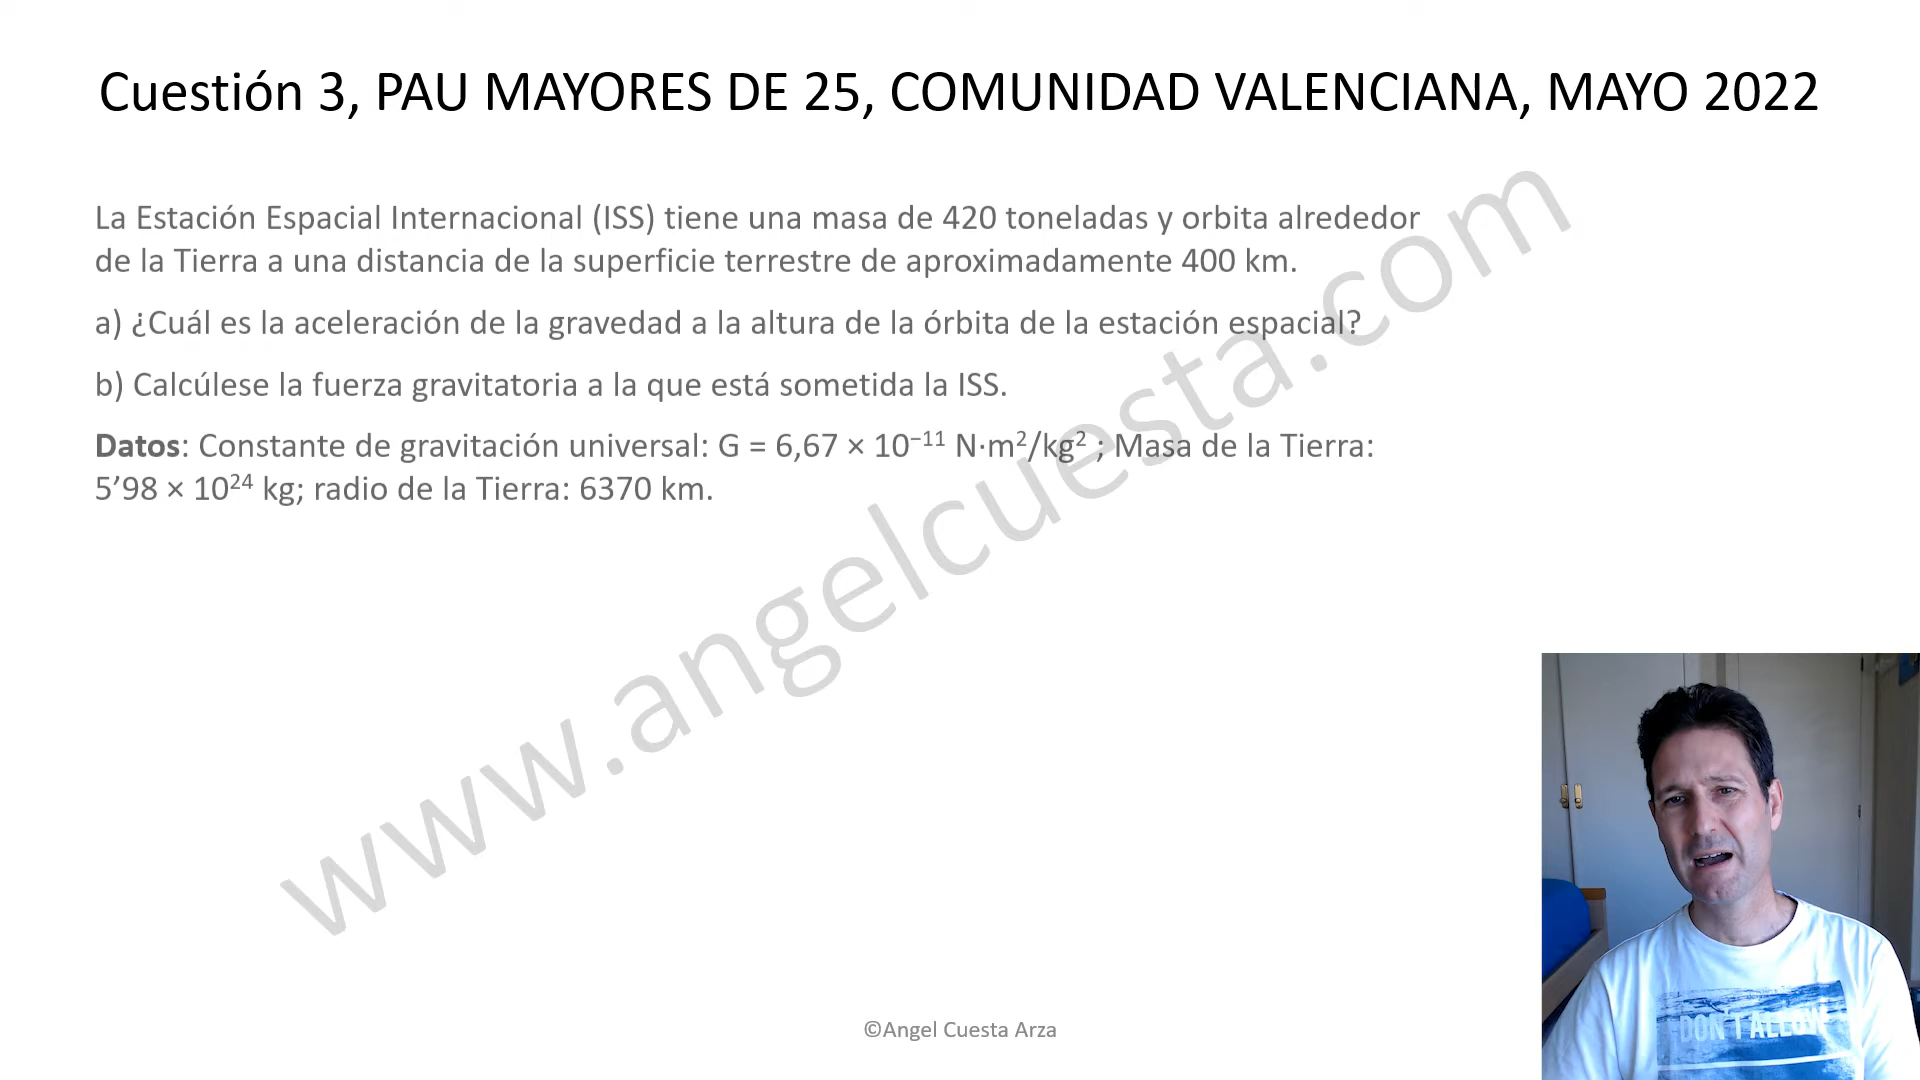 Cuestión 3, PAU MAYORES DE 25, COMUNIDAD VALENCIANA, MAYO 2022
La Estación Espacial Internacional (ISS) tiene una masa de 420 toneladas y orbita alrededor
de la Tierra a una distancia de la superficie terrestre de aproximadamente 400 km.
a) ¿Cuál es la aceleración de la gravedad a la altura de la órbita de la estación espacial?
b) Calcúlese la fuerza gravitatoria a la que está sometida la ISS.
Datos: Constante de gravitación universal: G = 6,67 × 10⁻¹¹ N·m²/kg² ; Masa de la Tierra:
5’98 × 10²⁴ kg; radio de la Tierra: 6370 km.
www.angelcuesta.com
DON'T ALLOW
©Angel Cuesta Arza